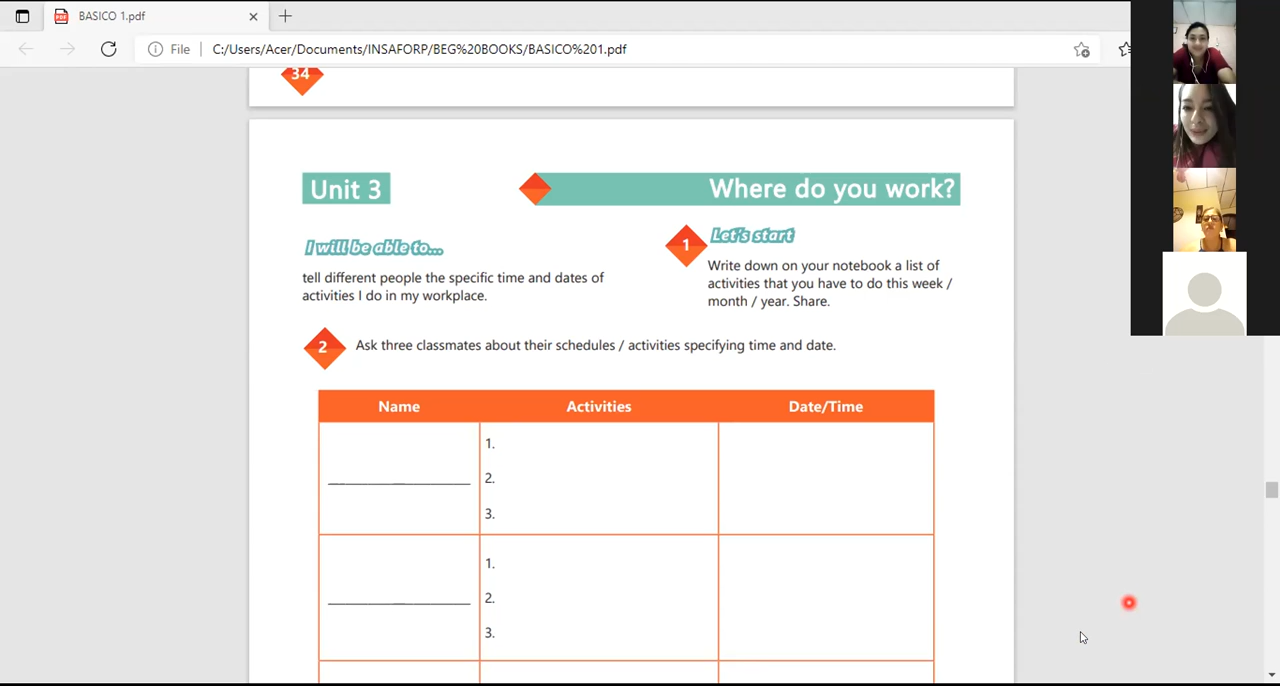 BASICO 1.pdf
File
C:/Users/Acer/Documents/INSAFORP/BEG%20BOOKS/BASICO%201.pdf
34
Unit 3
Where do you work?
I will be able to...
tell different people the specific time and dates of
activities I do in my workplace.
1
Let's start
Write down on your notebook a list of
activities that you have to do this week /
month / year. Share.
2
Ask three classmates about their schedules / activities specifying time and date.
Name
Activities
Date/Time
1.
2.
3.
1.
2.
3.